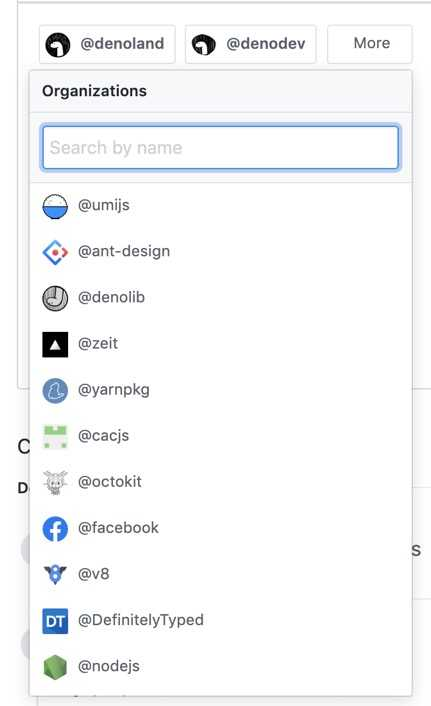 @denoland @denodev More
Organizations
Search by name
@umijs
@ant-design
@denolib
@zeit
@yarnpkg
@cacjs
@octokit
@facebook
@v8
DT @DefinitelyTyped
@nodejs